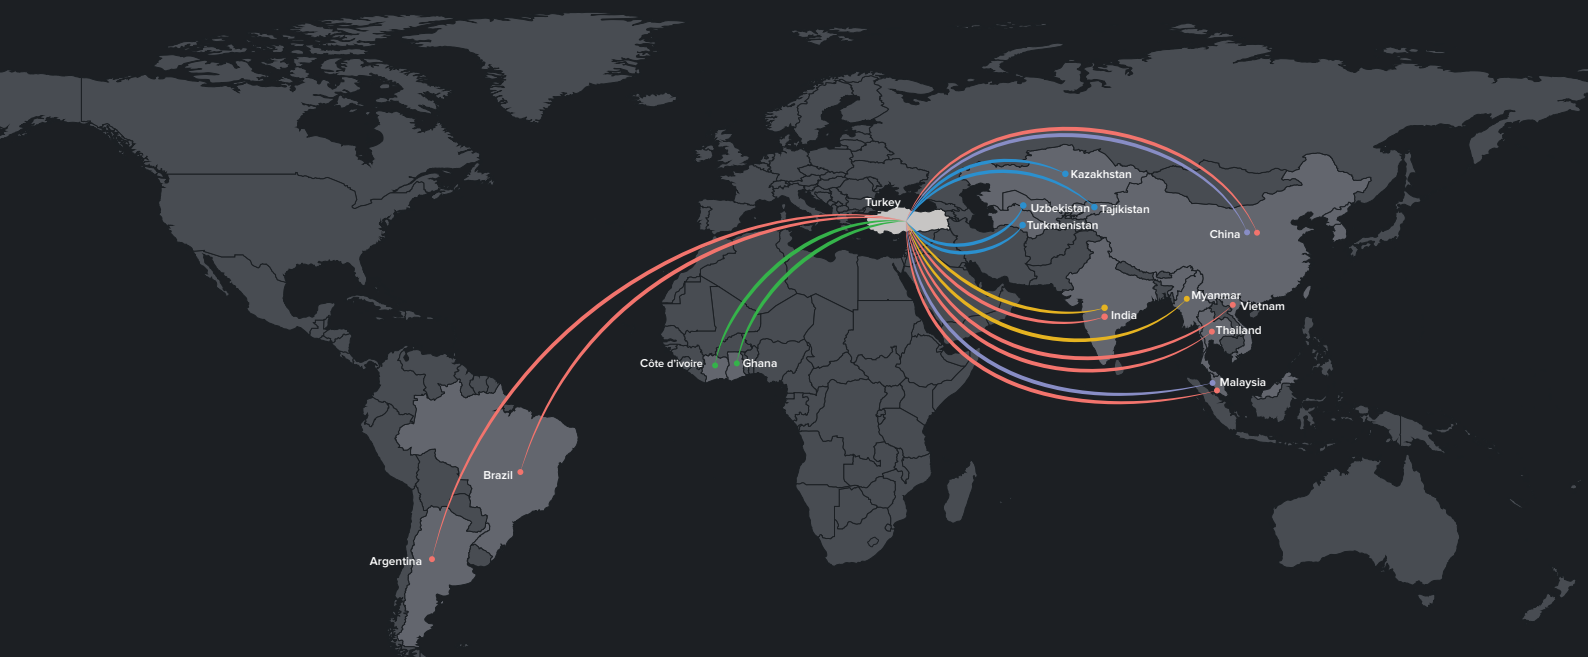 Kazakhstan
Turkey
Uzbekistan
Tajikistan
Turkmenistan
China
Myanmar
Vietnam
India
Thailand
Côte d'ivoire
Ghana
Malaysia
Brazil
Argentina